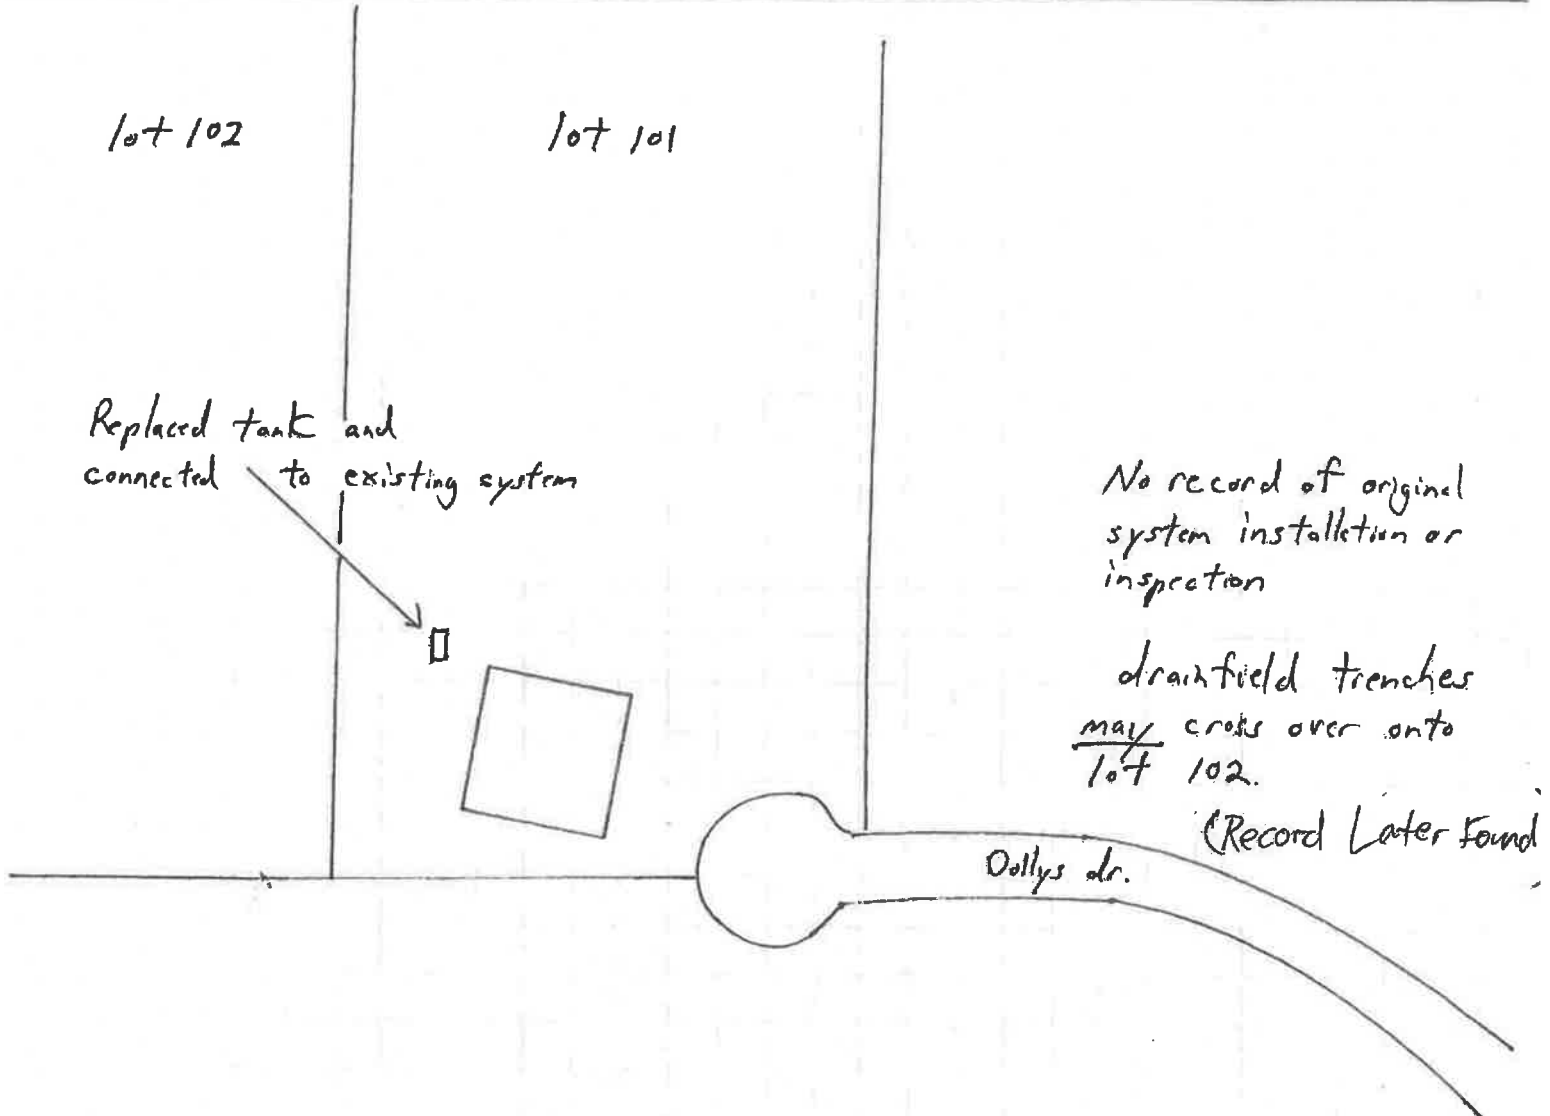 lot 102
lot 101
Replaced tank and
connected to existing system
No record of original
system installation or
inspection
drainfield trenches
may cross over onto
lot 102.
(Record Later Found
Dollys dr.